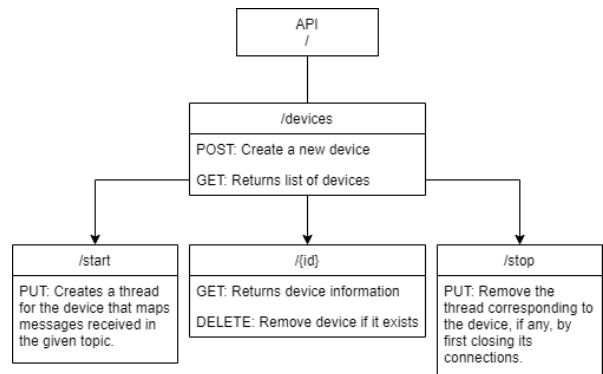 API
/
/devices
POST: Create a new device
GET: Returns list of devices
/start
PUT: Creates a thread
for the device that maps
messages received in
the given topic.
/{id}
GET: Returns device information
DELETE: Remove device if it exists
/stop
PUT: Remove the
thread corresponding to
the device, if any, by
first closing its
connections.